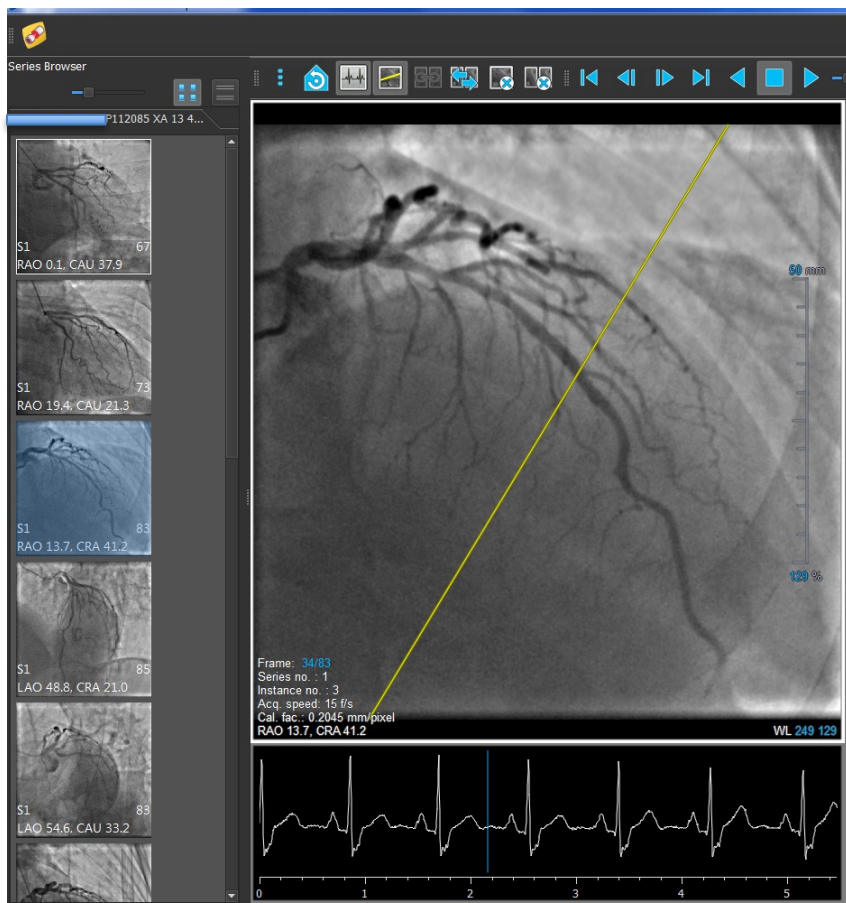 Series Browser
P112085 XA 13 4...
S1 67
RAO 0.1, CAU 37.9
S1 73
RAO 19.4, CAU 21.3
S1 83
RAO 13.7, CRA 41.2
S1 85
LAO 48.8, CRA 21.0
S1 83
LAO 54.6, CAU 33.2
50 mm
129 %
Frame: 34/83
Series no. : 1
Instance no. : 3
Acq. speed: 15 f/s
Cal. fac.: 0.2045 mm/pixel
RAO 13.7, CRA 41.2
WL 249 129
0 1 2 3 4 5